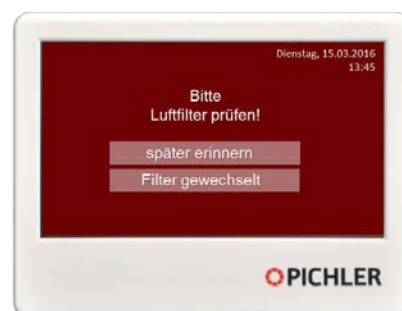 Dienstag, 15.03.2016
13:45
Bitte
Luftfilter prüfen!
später erinnern
Filter gewechselt
PICHLER